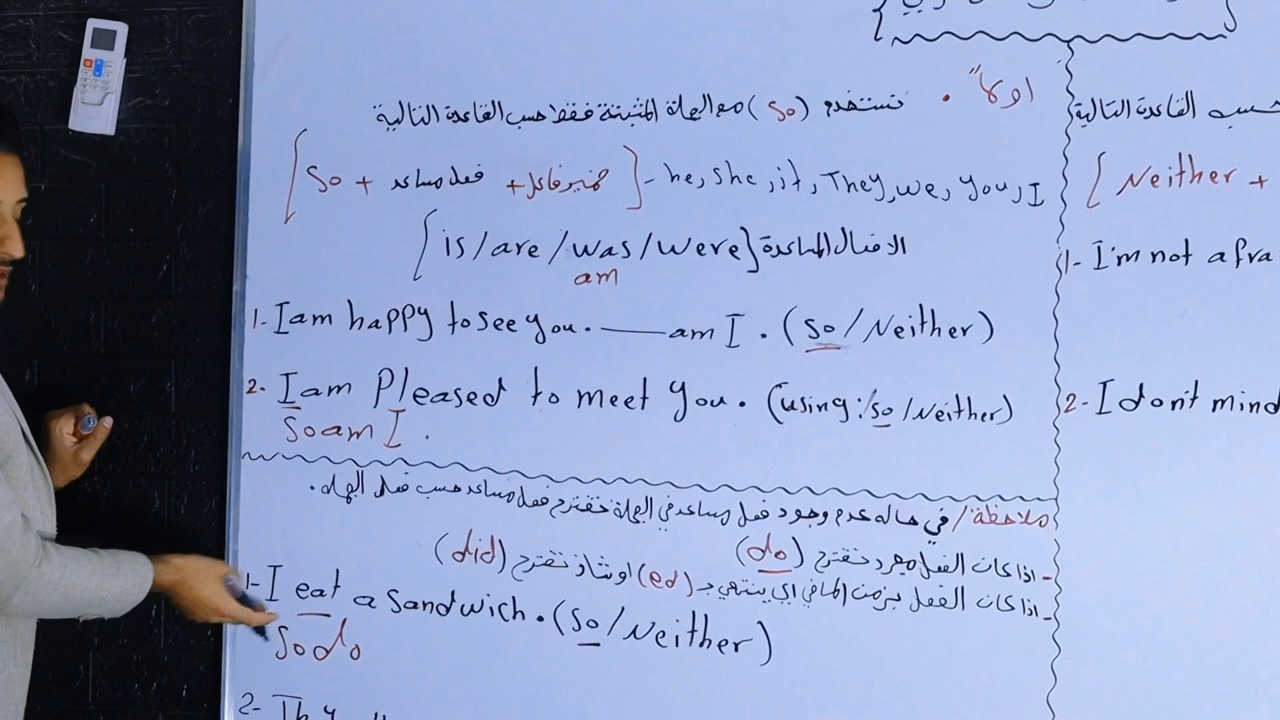 اولاً • نستخدم (So) مع الجملة المثبتة فقط حسب القاعدة التالية
[So + فعل مساعد + ضمير فاعل] - he, she, it, They, we, you, I
الافعال المساعدة [is/are/was/were]
am
1- I am happy to see you. ـــــ am I. (So/Neither)
2- I am Pleased to meet you. (using: so/Neither)
So am I.
ملاحظة/ في حاله عدم وجود فعل مساعد في الجملة نقترح فعل مساعد حسب فعل الجمله.
- اذا كان الفعل مجرد نقترح (do)
- اذا كان الفعل بزمن الماضي اي ينتهي بـ (ed) او شاذ نقترح (did)
1- I eat a Sandwich. (So/Neither)
So do
2- They
حسب القاعدة التالية
[Neither +
1- I'm not afra
2- I don't mind